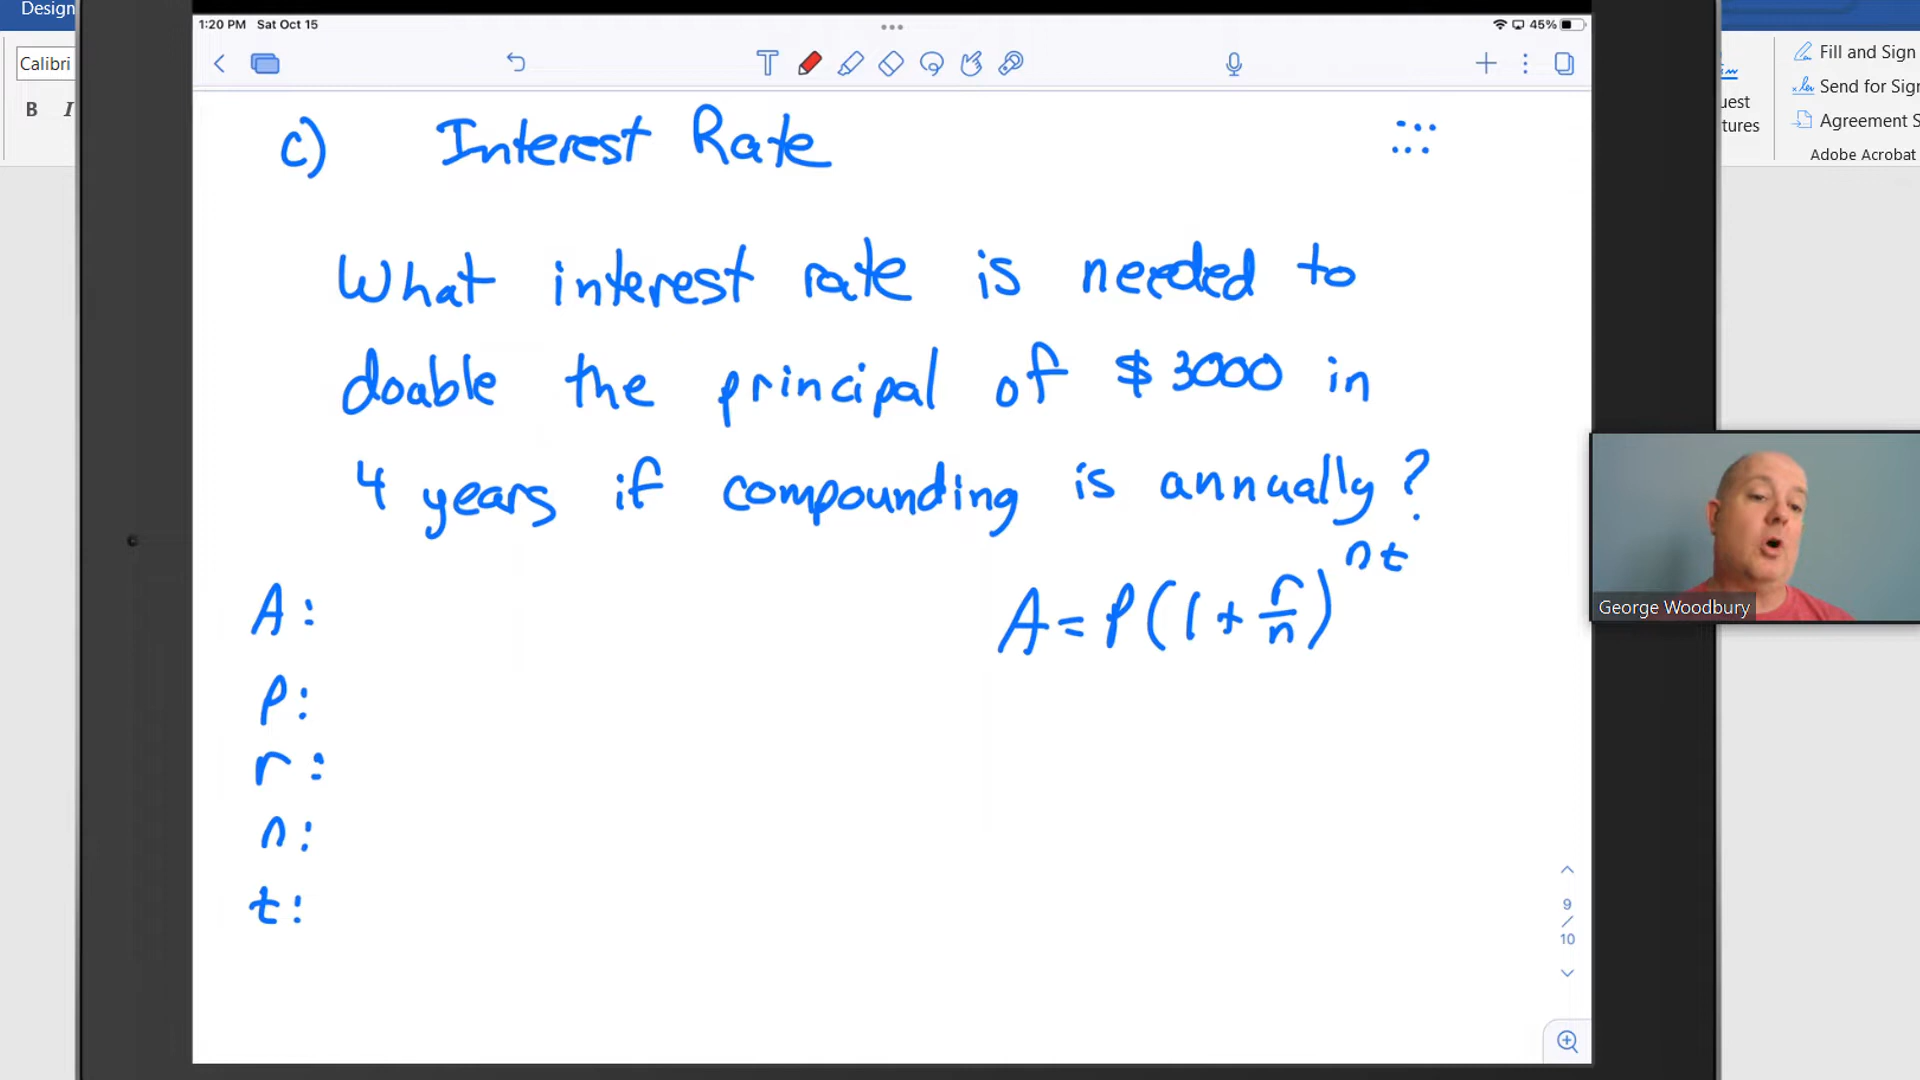 Design
1:20 PM Sat Oct 15
45%
Calibri
B I
Fill and Sign
Send for Sign
uest
tures
Agreement S
Adobe Acrobat
c) Interest Rate
What interest rate is needed to
double the principal of $3000 in
4 years if compounding is annually?
A:
A = P(1 + r/n)^nt
P:
r:
n:
t:
George Woodbury
9
/
10